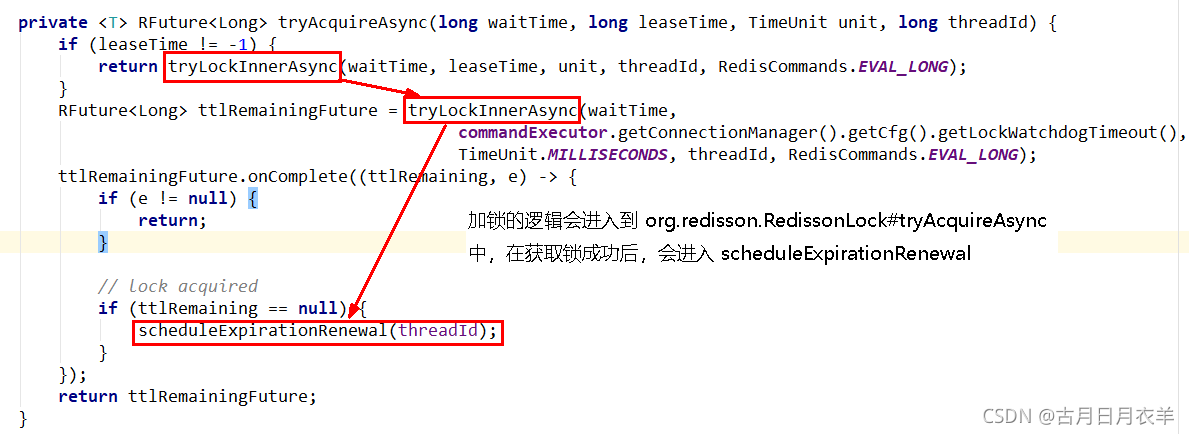 private <T> RFuture<Long> tryAcquireAsync(long waitTime, long leaseTime, TimeUnit unit, long threadId) {
    if (leaseTime != -1) {
        return tryLockInnerAsync(waitTime, leaseTime, unit, threadId, RedisCommands.EVAL_LONG);
    }
    RFuture<Long> ttlRemainingFuture = tryLockInnerAsync(waitTime,
                                            commandExecutor.getConnectionManager().getCfg().getLockWatchdogTimeout(),
                                            TimeUnit.MILLISECONDS, threadId, RedisCommands.EVAL_LONG);
    ttlRemainingFuture.onComplete((ttlRemaining, e) -> {
        if (e != null) {
            return;
        }
加锁的逻辑会进入到 org.redisson.RedissonLock#tryAcquireAsync
中，在获取锁成功后，会进入 scheduleExpirationRenewal
        // lock acquired
        if (ttlRemaining == null) {
            scheduleExpirationRenewal(threadId);
        }
    });
    return ttlRemainingFuture;
}
CSDN @古月日月衣羊